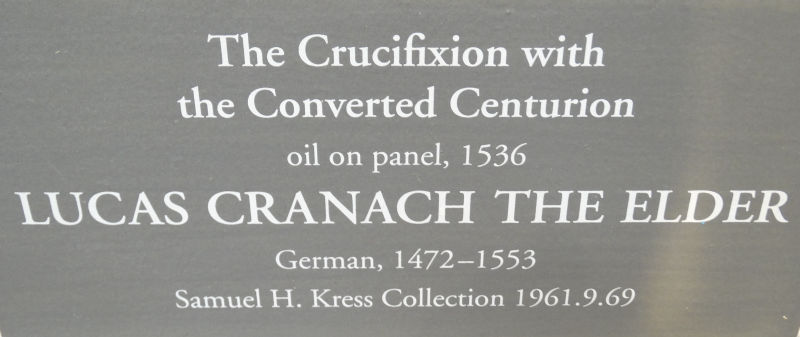 The Crucifixion with
the Converted Centurion
oil on panel, 1536
LUCAS CRANACH THE ELDER
German, 1472–1553
Samuel H. Kress Collection 1961.9.69